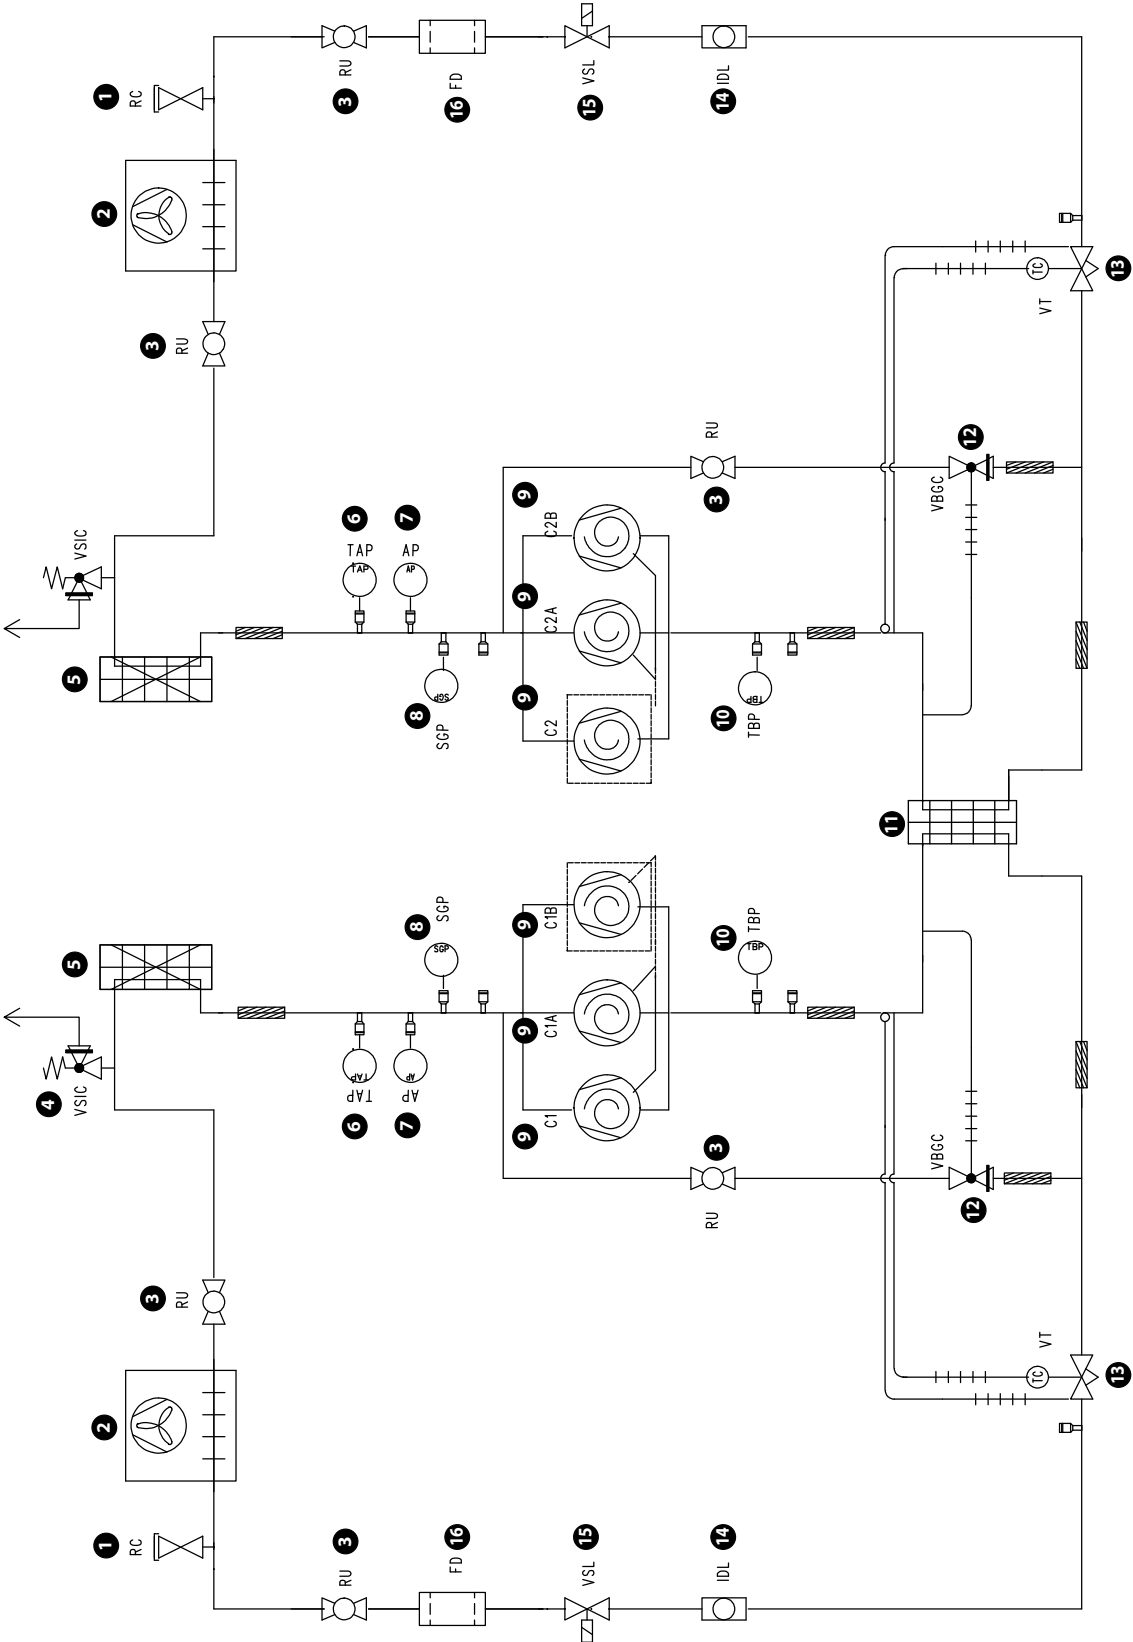 4
VSIC
VSIC
5
5
1
RC
2
2
1
RC
3
RU
3
RU
RU
3
6
TAP
TAP
TAP
TAP
6
3
RU
7
AP
AP
AP
AP
7
8
SGP
SGP
SGP
SGP
8
FD
16
16
FD
9
C1
9
C1A
9
C1B
9
C2
9
C2A
9
C2B
VSL
15
15
VSL
RU
3
3
RU
IDL
14
14
IDL
10
TBP
TBP
TBP
TBP
10
11
VBGC
12
VBGC
12
VT
TC
13
VT
TC
13